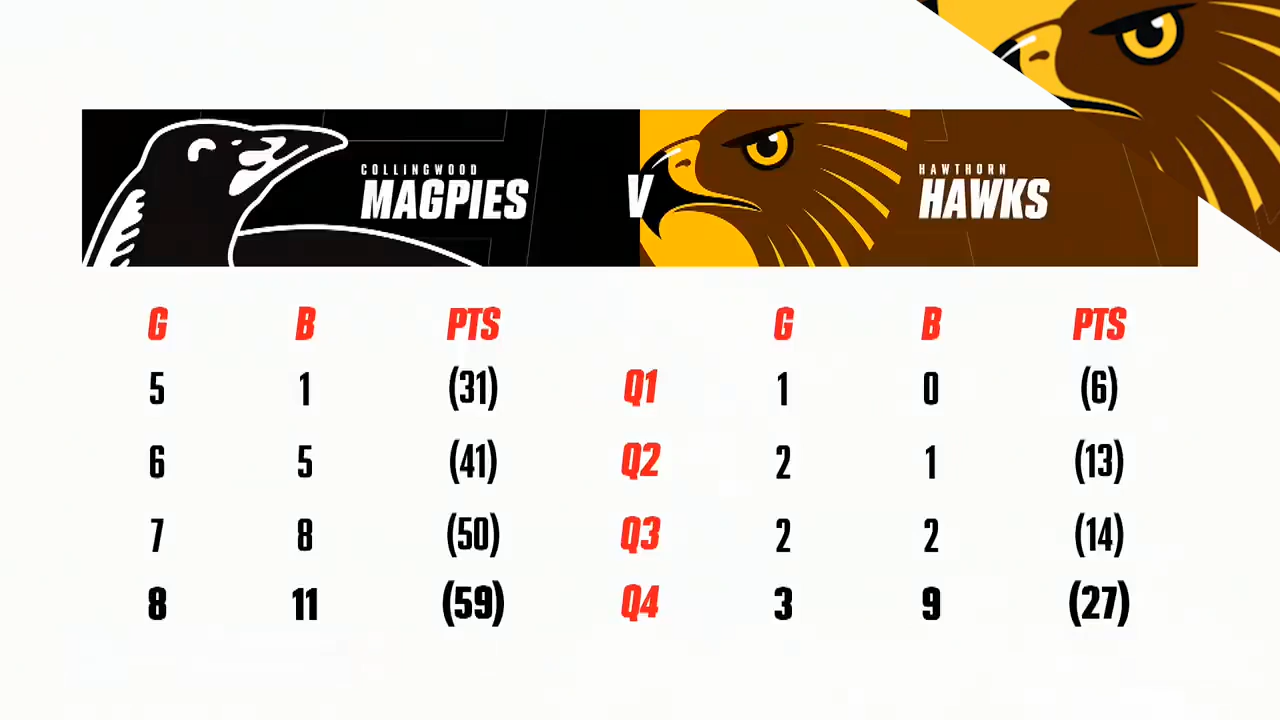 COLLINGWOOD
MAGPIES
V
HAWTHORN
HAWKS
G B PTS G B PTS
5 1 (31) Q1 1 0 (6)
6 5 (41) Q2 2 1 (13)
7 8 (50) Q3 2 2 (14)
8 11 (59) Q4 3 9 (27)